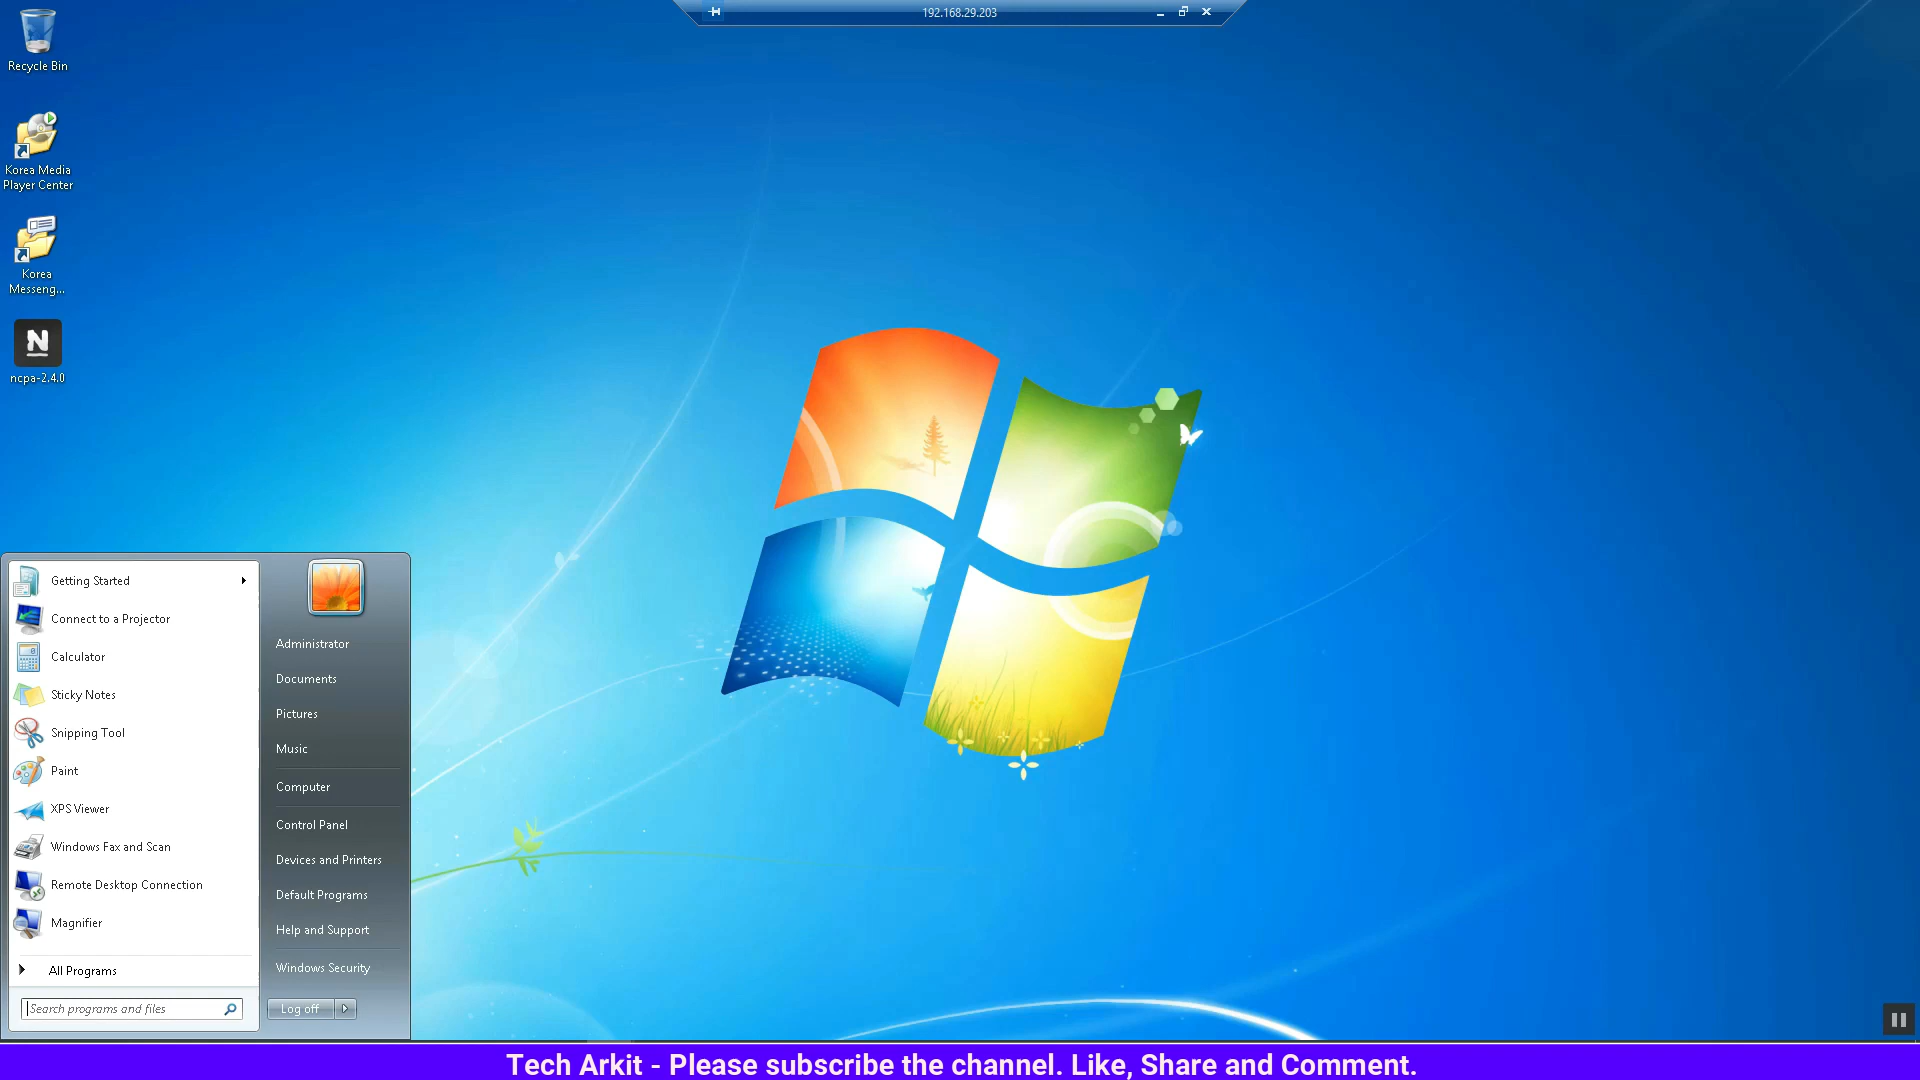 192.168.29.203
Recycle Bin
Korea Media
Player Center
Korea
Messeng...
N
ncpa-2.4.0
Getting Started
Connect to a Projector
Calculator
Sticky Notes
Snipping Tool
Paint
XPS Viewer
Windows Fax and Scan
Remote Desktop Connection
Magnifier
All Programs
Search programs and files
Administrator
Documents
Pictures
Music
Computer
Control Panel
Devices and Printers
Default Programs
Help and Support
Windows Security
Log off
Tech Arkit - Please subscribe the channel. Like, Share and Comment.